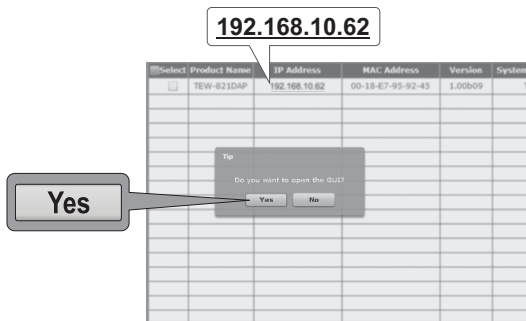 192.168.10.62
Select Product Name IP Address MAC Address Version System
TEW-821DAP 192.168.10.62 00-18-E7-95-92-45 1.00b09
Tip
Do you want to open the GUI?
Yes No
Yes